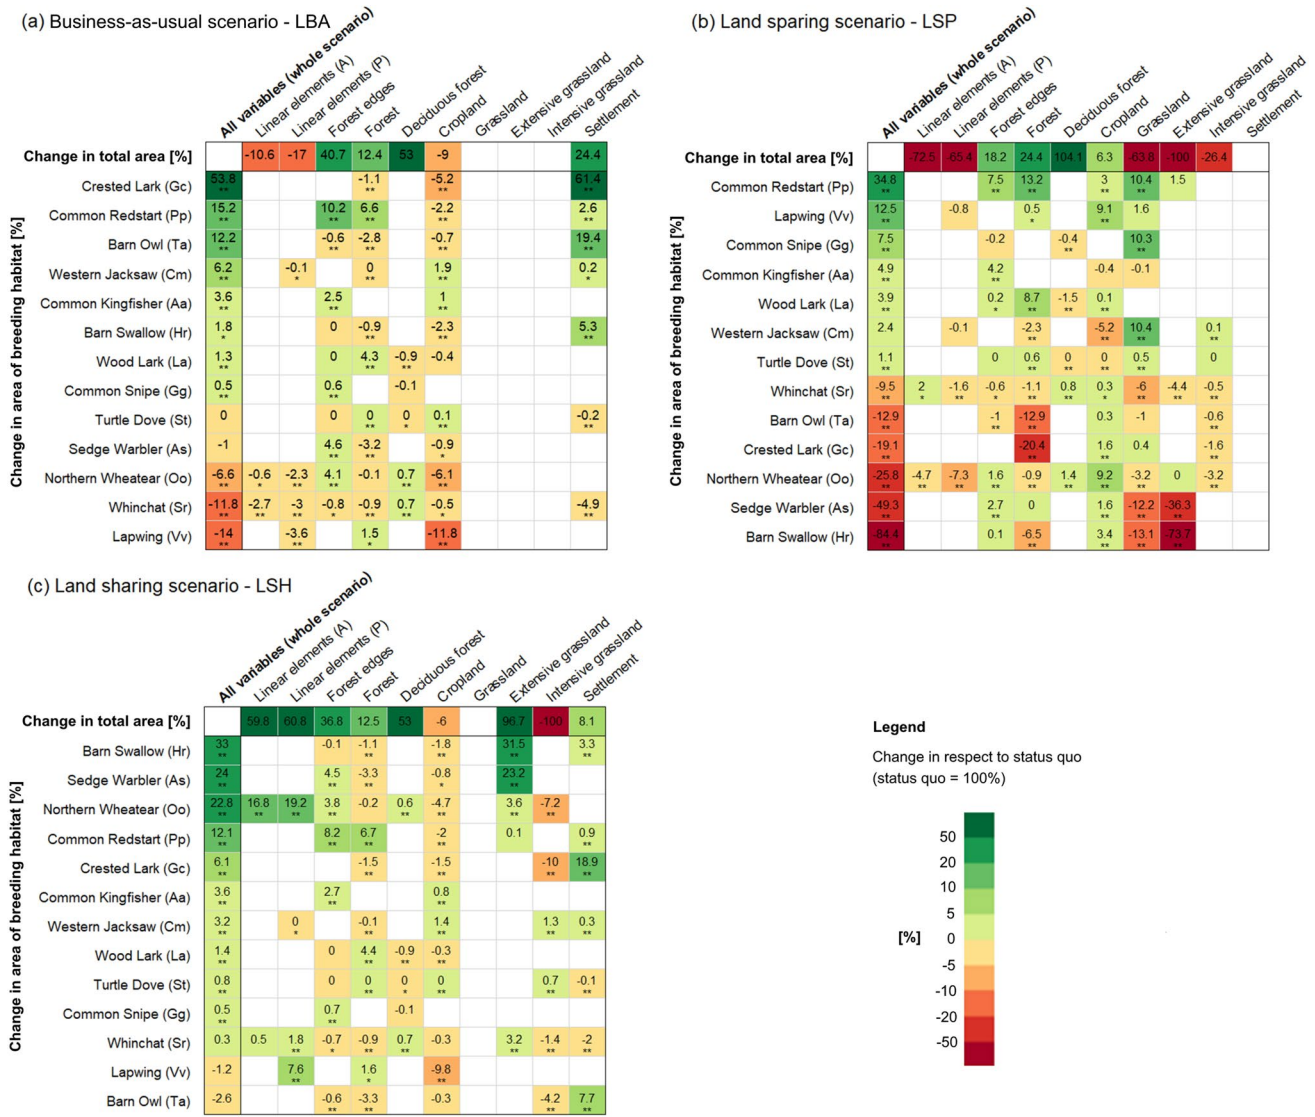 (a) Business-as-usual scenario - LBA
All variables (whole scenario)
Linear elements (A)
Linear elements (P)
Forest edges
Forest
Deciduous forest
Cropland
Grassland
Extensive grassland
Intensive grassland
Settlement
Change in area of breeding habitat [%]
Change in total area [%] -10.6 -17 40.7 12.4 53 -9 24.4
Crested Lark (Gc) 53.8 ** -1.1 ** -5.2 ** 61.4 **
Common Redstart (Pp) 15.2 ** 10.2 ** 6.6 ** -2.2 ** 2.6 **
Barn Owl (Ta) 12.2 ** -0.6 ** -2.8 ** -0.7 ** 19.4 **
Western Jacksaw (Cm) 6.2 ** -0.1 * 0 ** 1.9 ** 0.2 *
Common Kingfisher (Aa) 3.6 ** 2.5 ** 1 **
Barn Swallow (Hr) 1.8 * 0 -0.9 ** -2.3 ** 5.3 **
Wood Lark (La) 1.3 ** 0 4.3 ** -0.9 ** -0.4
Common Snipe (Gg) 0.5 ** 0.6 ** -0.1
Turtle Dove (St) 0 0 0 ** 0 * 0.1 ** -0.2 **
Sedge Warbler (As) -1 4.6 ** -3.2 ** -0.9 *
Northern Wheatear (Oo) -6.6 ** -0.6 * -2.3 ** 4.1 ** -0.1 0.7 ** -6.1 **
Whinchat (Sr) -11.8 ** -2.7 ** -3 ** -0.8 * -0.9 ** 0.7 ** -0.5 * -4.9 **
Lapwing (Vv) -14 ** -3.6 ** 1.5 * -11.8 **
(b) Land sparing scenario - LSP
All variables (whole scenario)
Linear elements (A)
Linear elements (P)
Forest edges
Forest
Deciduous forest
Cropland
Grassland
Extensive grassland
Intensive grassland
Settlement
Change in area of breeding habitat [%]
Change in total area [%] -72.5 -65.4 18.2 24.4 104.1 6.3 -63.8 -100 -26.4
Common Redstart (Pp) 34.8 ** 7.5 ** 13.2 ** 3 ** 10.4 ** 1.5
Lapwing (Vv) 12.5 ** -0.8 0.5 * 9.1 ** 1.6
Common Snipe (Gg) 7.5 ** -0.2 -0.4 ** 10.3 **
Common Kingfisher (Aa) 4.9 ** 4.2 ** -0.4 -0.1
Wood Lark (La) 3.9 ** 0.2 * 8.7 ** -1.5 ** 0.1 **
Western Jacksaw (Cm) 2.4 -0.1 -2.3 ** -5.2 ** 10.4 ** 0.1 **
Turtle Dove (St) 1.1 ** 0 0.6 ** 0 ** 0 ** 0.5 ** 0
Whinchat (Sr) -9.5 ** 2 * -1.6 ** -0.6 * -1.1 ** 0.8 ** 0.3 * -6 ** -4.4 ** -0.5 **
Barn Owl (Ta) -12.9 ** -1 ** -12.9 ** 0.3 -1 -0.6 **
Crested Lark (Gc) -19.1 ** -20.4 ** 1.6 ** 0.4 -1.6 **
Northern Wheatear (Oo) -25.8 ** -4.7 ** -7.3 ** 1.6 ** -0.9 ** 1.4 ** 9.2 ** -3.2 ** 0 -3.2 **
Sedge Warbler (As) -49.3 ** 2.7 ** 0 1.6 ** -12.2 ** -36.3 **
Barn Swallow (Hr) -84.4 ** 0.1 -6.5 ** 3.4 ** -13.1 ** -73.7 **
(c) Land sharing scenario - LSH
All variables (whole scenario)
Linear elements (A)
Linear elements (P)
Forest edges
Forest
Deciduous forest
Cropland
Grassland
Extensive grassland
Intensive grassland
Settlement
Change in area of breeding habitat [%]
Change in total area [%] 59.8 60.8 36.8 12.5 53 -6 96.7 -100 8.1
Barn Swallow (Hr) 33 ** -0.1 -1.1 ** -1.8 ** 31.5 ** 3.3 **
Sedge Warbler (As) 24 ** 4.5 ** -3.3 ** -0.8 * 23.2 **
Northern Wheatear (Oo) 22.8 ** 16.8 ** 19.2 ** 3.8 ** -0.2 0.6 ** -4.7 ** 3.6 ** -7.2 **
Common Redstart (Pp) 12.1 ** 8.2 ** 6.7 ** -2 ** 0.1 0.9 **
Crested Lark (Gc) 6.1 ** -1.5 ** -1.5 ** -10 ** 18.9 **
Common Kingfisher (Aa) 3.6 ** 2.7 ** 0.8 **
Western Jacksaw (Cm) 3.2 ** 0 * -0.1 ** 1.4 ** 1.3 ** 0.3 **
Wood Lark (La) 1.4 ** 0 4.4 ** -0.9 ** -0.3 **
Turtle Dove (St) 0.8 ** 0 0 ** 0 * 0 ** 0.7 ** -0.1 **
Common Snipe (Gg) 0.5 ** 0.7 ** -0.1
Whinchat (Sr) 0.3 0.5 1.8 ** -0.7 * -0.9 ** 0.7 ** -0.3 3.2 ** -1.4 ** -2 **
Lapwing (Vv) -1.2 7.6 ** 1.6 * -9.8 **
Barn Owl (Ta) -2.6 -0.6 ** -3.3 ** -0.3 -4.2 ** 7.7 **
Legend
Change in respect to status quo
(status quo = 100%)
[%]
50
20
10
5
0
-5
-10
-20
-50